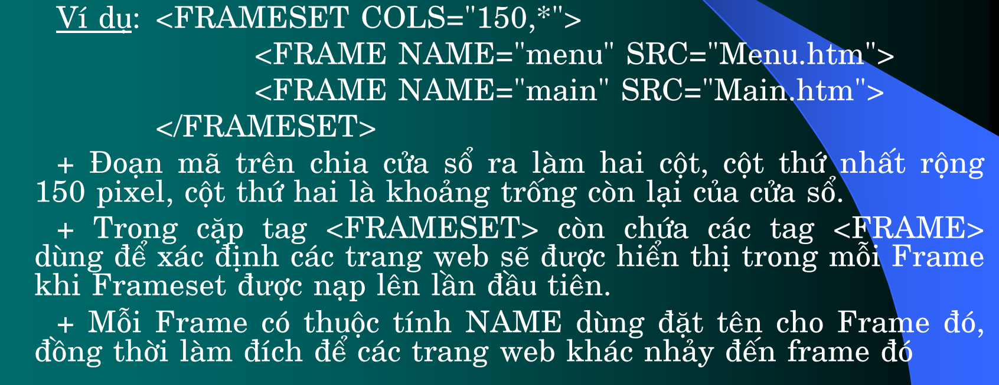 Ví dụ: <FRAMESET COLS="150,*">
<FRAME NAME="menu" SRC="Menu.htm">
<FRAME NAME="main" SRC="Main.htm">
</FRAMESET>
+ Đoạn mã trên chia cửa sổ ra làm hai cột, cột thứ nhất rộng
150 pixel, cột thứ hai là khoảng trống còn lại của cửa sổ.
+ Trong cặp tag <FRAMESET> còn chứa các tag <FRAME>
dùng để xác định các trang web sẽ được hiển thị trong mỗi Frame
khi Frameset được nạp lên lần đầu tiên.
+ Mỗi Frame có thuộc tính NAME dùng đặt tên cho Frame đó,
đồng thời làm đích để các trang web khác nhảy đến frame đó